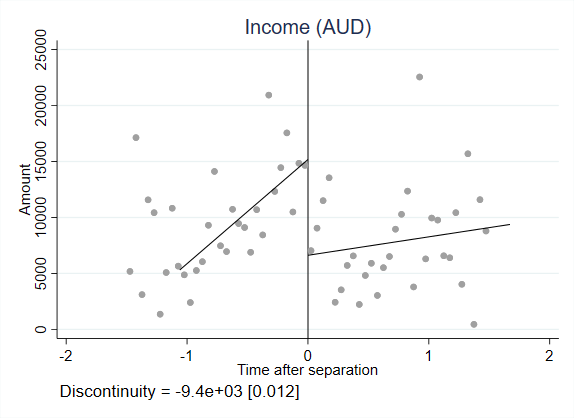 Income (AUD)
25000
20000
15000
10000
5000
0
Amount
-2
-1
0
1
2
Time after separation
Discontinuity = -9.4e+03 [0.012]